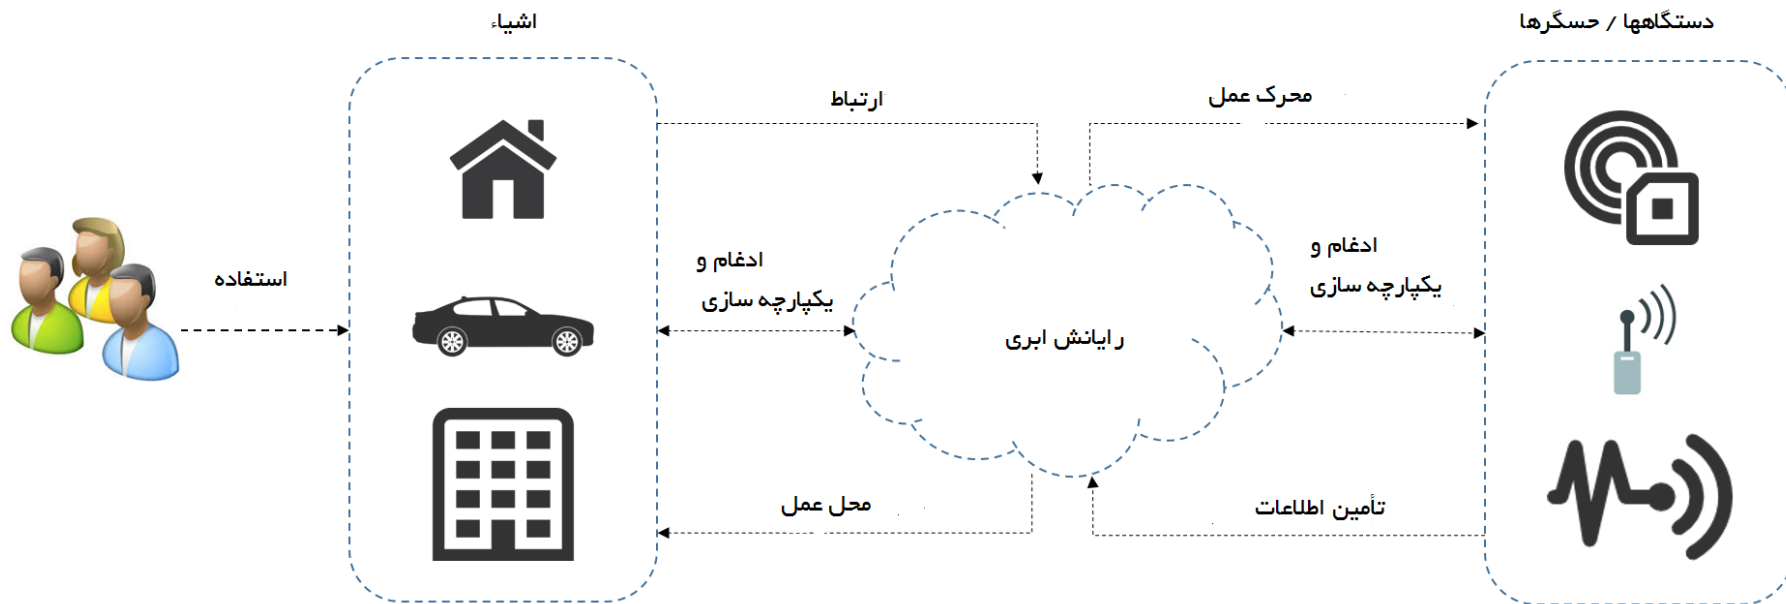 دستگاهها / حسگرها
اشیاء
محرک عمل
ارتباط
ادغام و
یکپارچه سازی
ادغام و
یکپارچه سازی
استفاده
رایانش ابری
تأمین اطلاعات
محل عمل